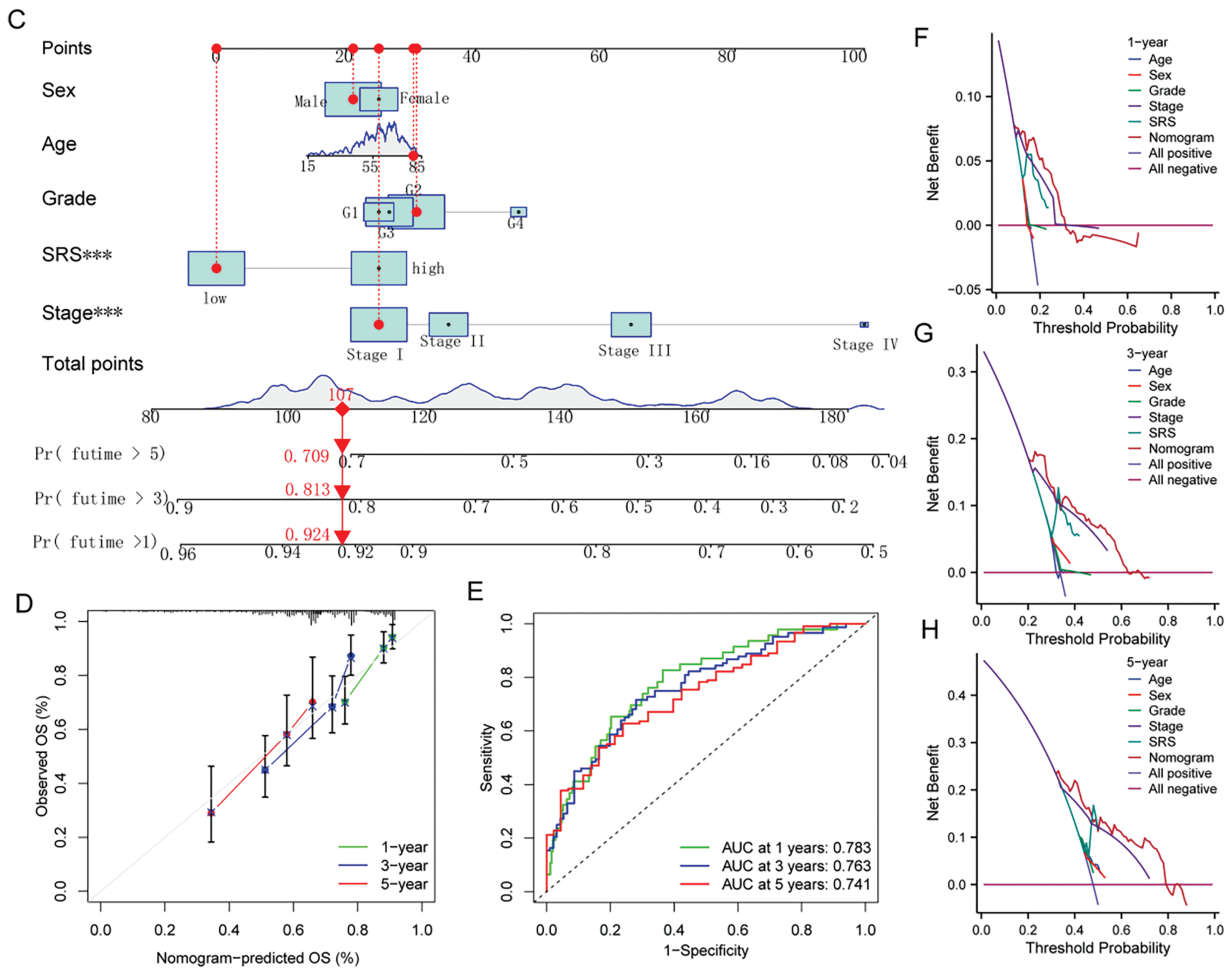 C
Points
0 20 40 60 80 100
Sex
Male Female
Age
15 55 85
Grade
G2
G1
G3
G4
SRS***
low
high
Stage***
Stage I
Stage II
Stage III
Stage IV
Total points
107
80 100 120 140 160 180
Pr( futime > 5)
0.709
0.7 0.5 0.3 0.16 0.08 0.04
Pr( futime > 3)
0.813
0.9 0.8 0.7 0.6 0.5 0.4 0.3 0.2
Pr( futime >1)
0.924
0.96 0.94 0.92 0.9 0.8 0.7 0.6 0.5
D
Observed OS (%)
1.0
0.8
0.6
0.4
0.2
0.0
1-year
3-year
5-year
0.0 0.2 0.4 0.6 0.8 1.0
Nomogram-predicted OS (%)
E
Sensitivity
1.0
0.8
0.6
0.4
0.2
0.0
AUC at 1 years: 0.783
AUC at 3 years: 0.763
AUC at 5 years: 0.741
0.0 0.2 0.4 0.6 0.8 1.0
1-Specificity
F
Net Benefit
0.10
0.05
0.00
-0.05
1-year
Age
Sex
Grade
Stage
SRS
Nomogram
All positive
All negative
0.0 0.2 0.4 0.6 0.8 1.0
Threshold Probability
G
Net Benefit
0.3
0.2
0.1
0.0
3-year
Age
Sex
Grade
Stage
SRS
Nomogram
All positive
All negative
0.0 0.2 0.4 0.6 0.8 1.0
Threshold Probability
H
Net Benefit
0.4
0.3
0.2
0.1
0.0
5-year
Age
Sex
Grade
Stage
SRS
Nomogram
All positive
All negative
0.0 0.2 0.4 0.6 0.8 1.0
Threshold Probability